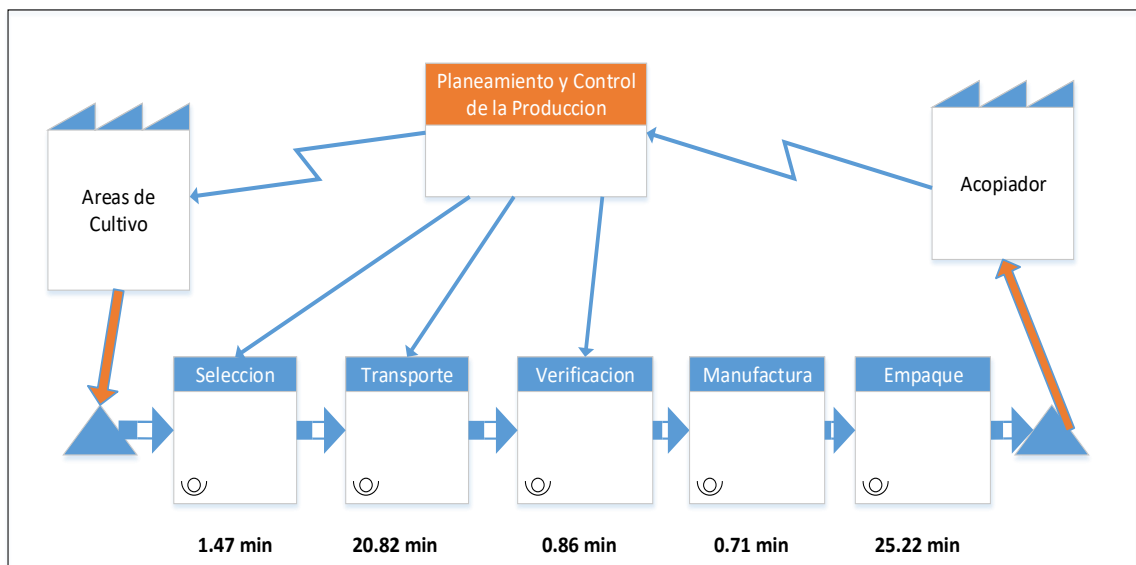 Planeamiento y Control
de la Produccion
Areas de
Cultivo
Acopiador
Seleccion
Transporte
Verificacion
Manufactura
Empaque
1.47 min
20.82 min
0.86 min
0.71 min
25.22 min